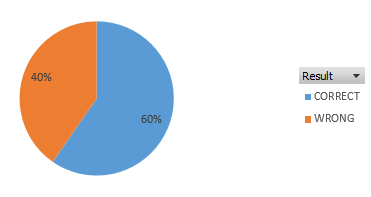 40%
60%
Result
CORRECT
WRONG